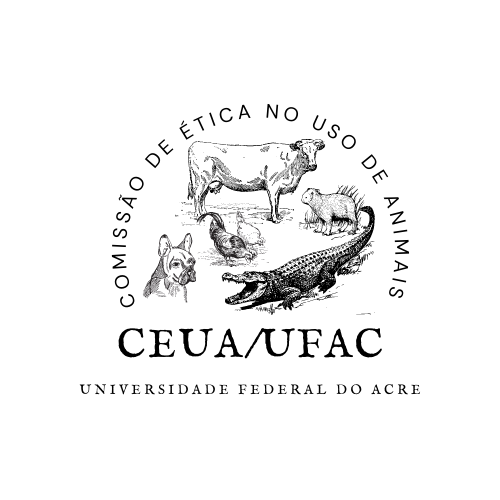 COMISSÃO DE ÉTICA NO USO DE ANIMAIS
CEUA/UFAC
UNIVERSIDADE FEDERAL DO ACRE